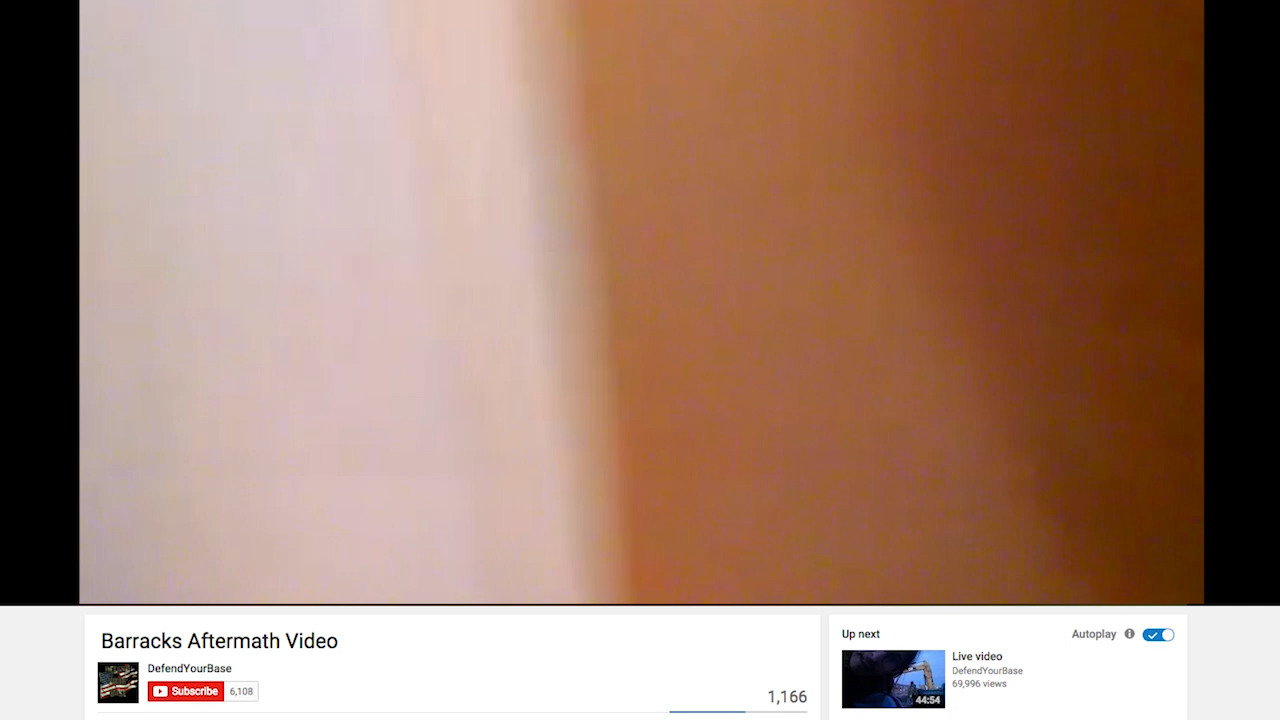 Barracks Aftermath Video
DefendYourBase
Subscribe 6,108
1,166
Up next
Autoplay
Live video
DefendYourBase
69,996 views
44:54